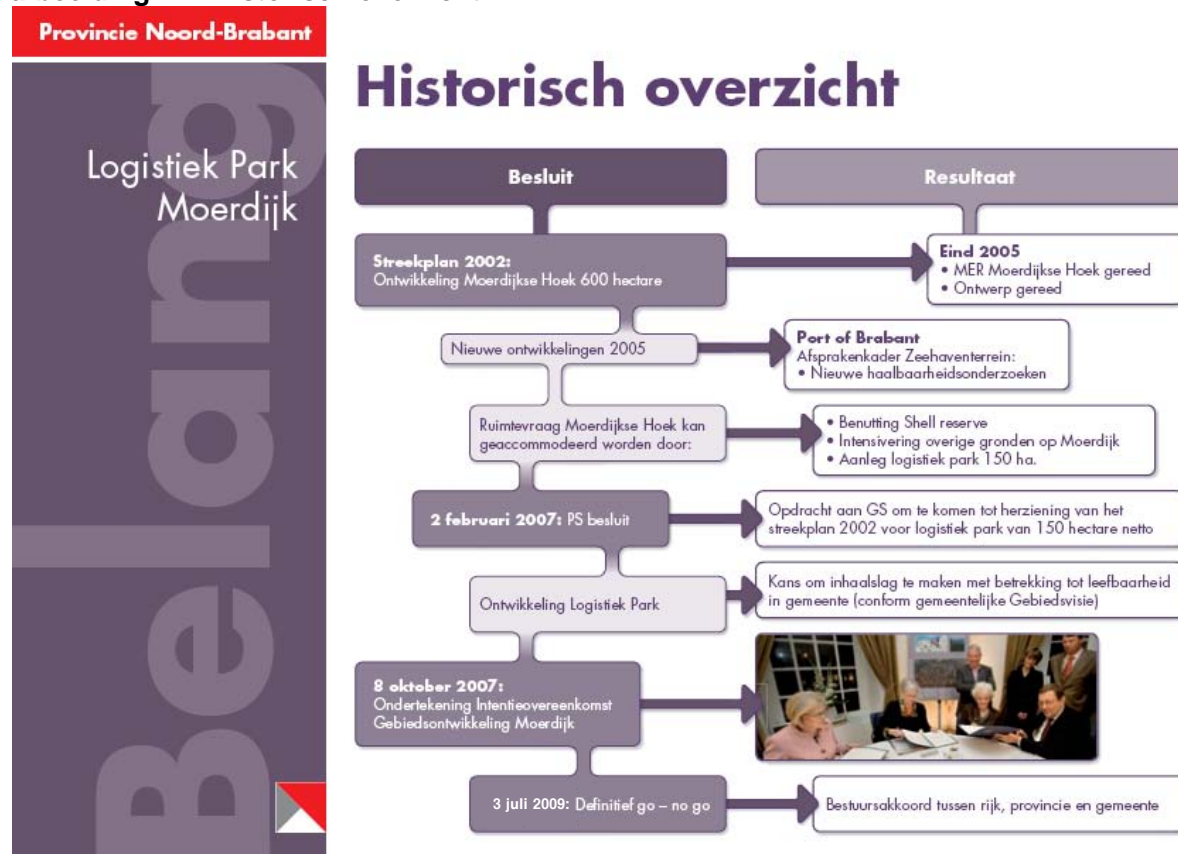 Provincie Noord-Brabant
Belang
Logistiek Park
Moerdijk
Historisch overzicht
Besluit
Resultaat
Streekplan 2002:
Ontwikkeling Moerdijkse Hoek 600 hectare
Eind 2005
• MER Moerdijkse Hoek gereed
• Ontwerp gereed
Nieuwe ontwikkelingen 2005
Port of Brabant
Afsprakenkader Zeehaventerrein:
• Nieuwe haalbaarheidsonderzoeken
Ruimtevraag Moerdijkse Hoek kan
geaccommodeerd worden door:
• Benutting Shell reserve
• Intensivering overige gronden op Moerdijk
• Aanleg logistiek park 150 ha.
2 februari 2007: PS besluit
Opdracht aan GS om te komen tot herziening van het
streekplan 2002 voor logistiek park van 150 hectare netto
Ontwikkeling Logistiek Park
Kans om inhaalslag te maken met betrekking tot leefbaarheid
in gemeente (conform gemeentelijke Gebiedsvisie)
8 oktober 2007:
Ondertekening Intentieovereenkomst
Gebiedsontwikkeling Moerdijk
3 juli 2009: Definitief go – no go
Bestuursakkoord tussen rijk, provincie en gemeente